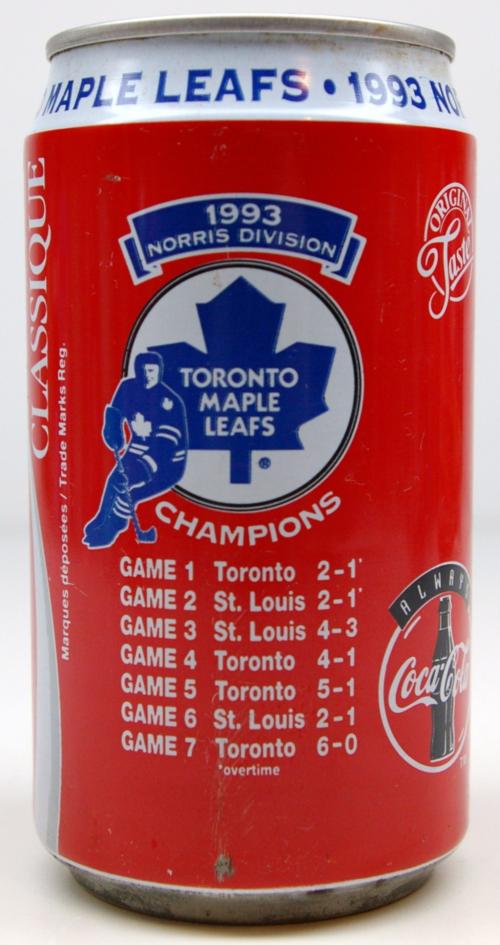 MAPLE LEAFS • 1993 NO
CLASSIQUE
Marques déposées / Trade Marks Reg.
1993
NORRIS DIVISION
TORONTO
MAPLE
LEAFS
®
CHAMPIONS
GAME 1 Toronto 2-1*
GAME 2 St. Louis 2-1*
GAME 3 St. Louis 4-3
GAME 4 Toronto 4-1
GAME 5 Toronto 5-1
GAME 6 St. Louis 2-1
GAME 7 Toronto 6-0
*overtime
ORIGINAL
Taste
ALWAYS
Coca-Cola